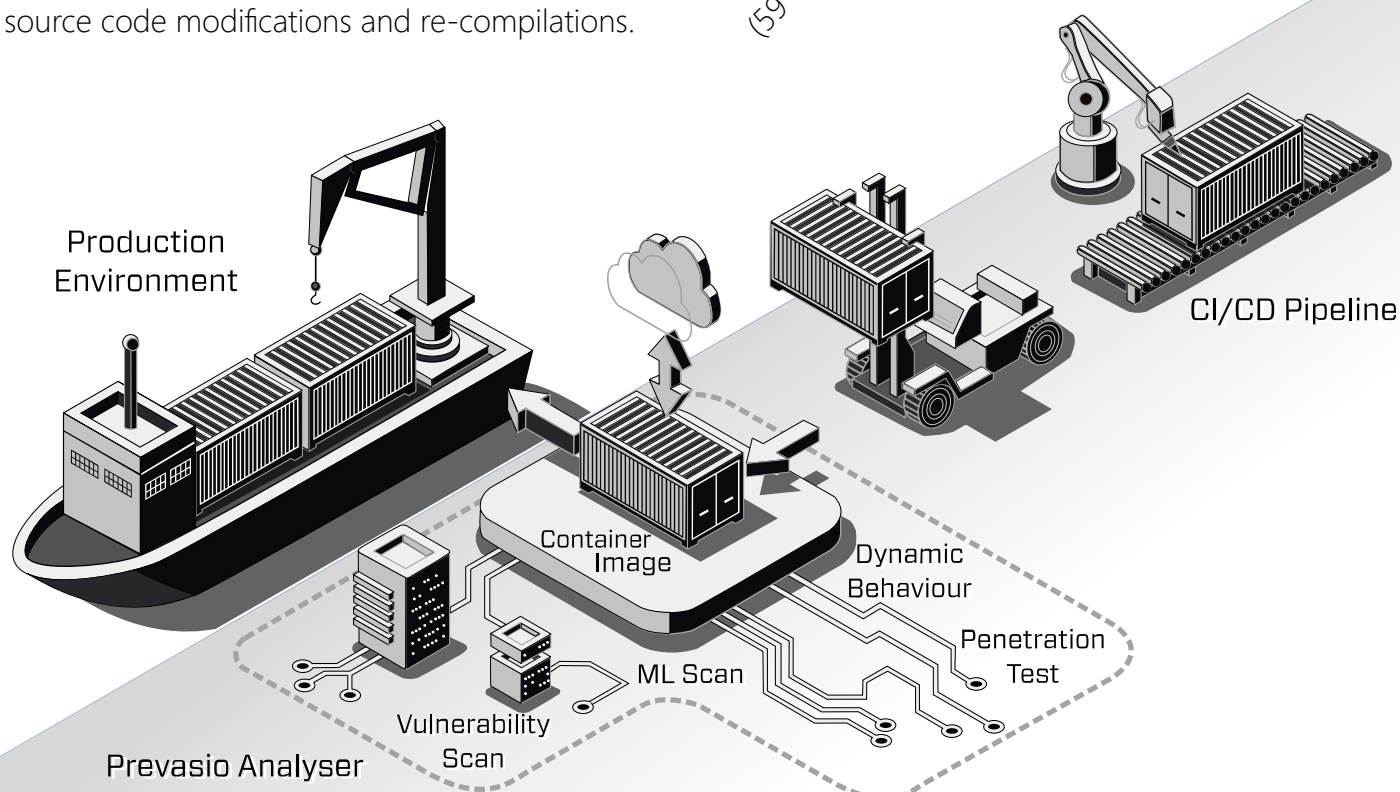 source code modifications and re-compilations.
(59
Production
Environment
CI/CD Pipeline
Container
Image
Dynamic
Behaviour
Penetration
Test
ML Scan
Vulnerability
Scan
Prevasio Analyser